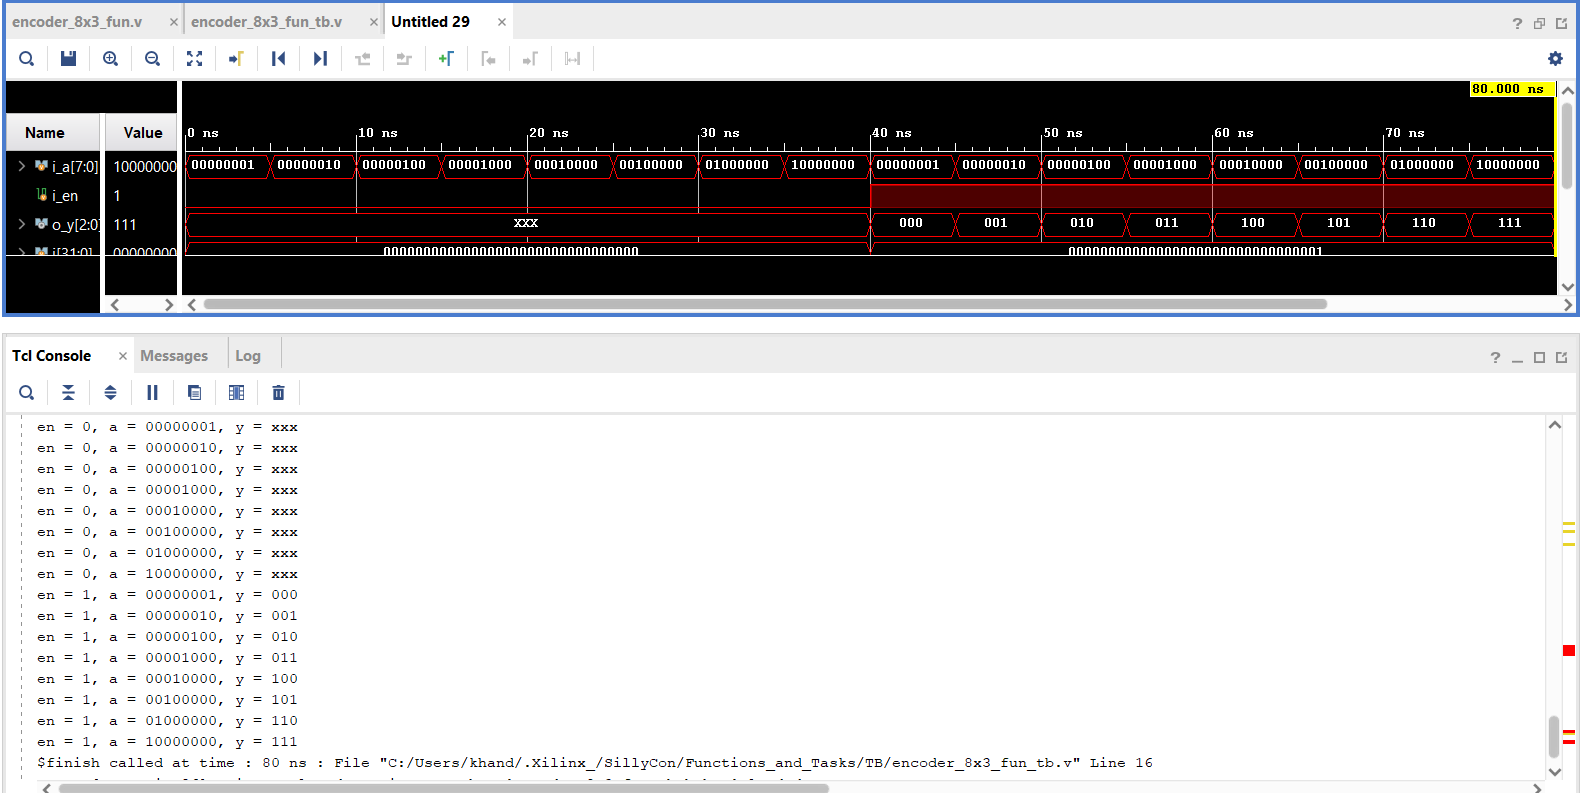 encoder_8x3_fun.v × encoder_8x3_fun_tb.v × Untitled 29 ×
80.000 ns
Name Value
0 ns 10 ns 20 ns 30 ns 40 ns 50 ns 60 ns 70 ns
i_a[7:0] 10000000 00000001 00000010 00000100 00001000 00010000 00100000 01000000 10000000 00000001 00000010 00000100 00001000 00010000 00100000 01000000 10000000
i_en 1
o_y[2:0] 111 XXX 000 001 010 011 100 101 110 111
i[31:0] 00000000 00000000000000000000000000000000 00000000000000000000000000000001
Tcl Console × Messages Log
en = 0, a = 00000001, y = xxx
en = 0, a = 00000010, y = xxx
en = 0, a = 00000100, y = xxx
en = 0, a = 00001000, y = xxx
en = 0, a = 00010000, y = xxx
en = 0, a = 00100000, y = xxx
en = 0, a = 01000000, y = xxx
en = 0, a = 10000000, y = xxx
en = 1, a = 00000001, y = 000
en = 1, a = 00000010, y = 001
en = 1, a = 00000100, y = 010
en = 1, a = 00001000, y = 011
en = 1, a = 00010000, y = 100
en = 1, a = 00100000, y = 101
en = 1, a = 01000000, y = 110
en = 1, a = 10000000, y = 111
$finish called at time : 80 ns : File "C:/Users/khand/.Xilinx_/SillyCon/Functions_and_Tasks/TB/encoder_8x3_fun_tb.v" Line 16